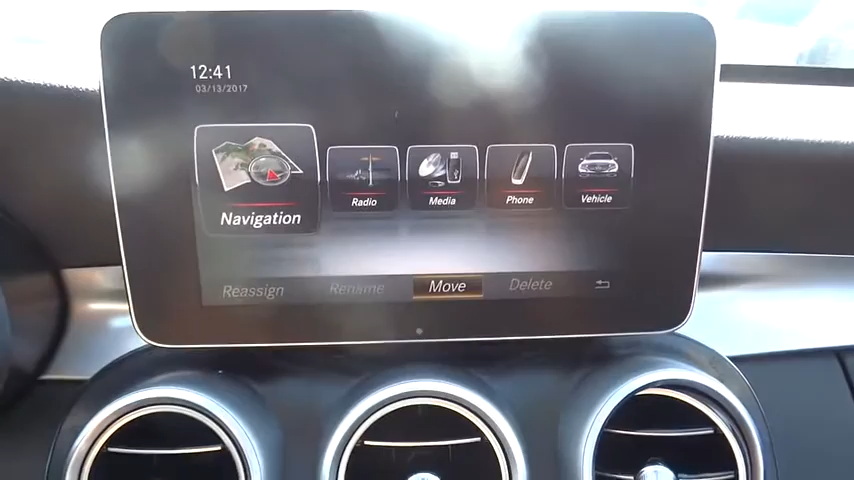 12:41
03/13/2017
Navigation
Radio
Media
Phone
Vehicle
Reassign
Rename
Move
Delete